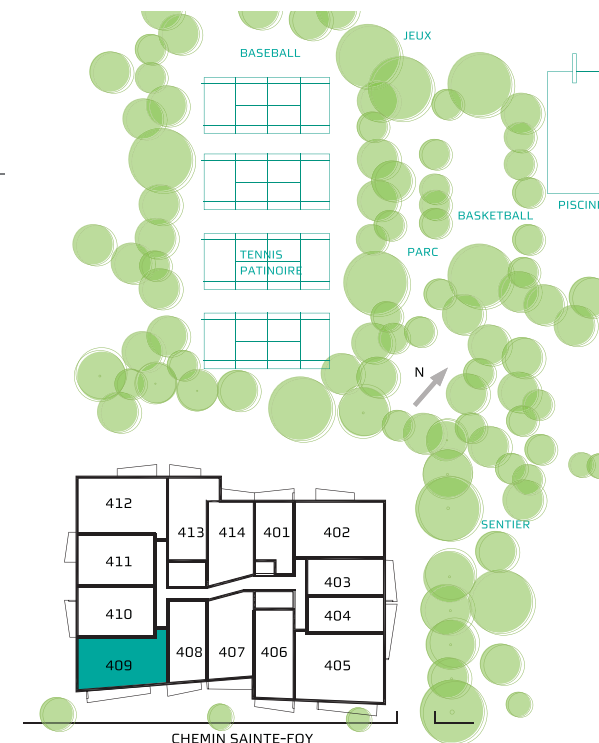 JEUX
BASEBALL
PISCINE
BASKETBALL
PARC
TENNIS
PATINOIRE
N
SENTIER
412
413
414
401
402
411
403
410
404
409
408
407
406
405
CHEMIN SAINTE-FOY